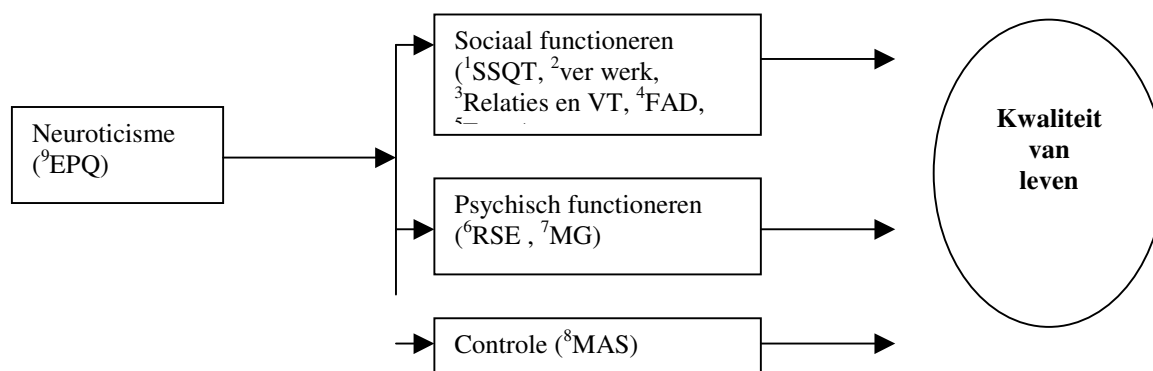 Neuroticisme
(⁹EPQ)
Sociaal functioneren
(¹SSQT, ²ver werk,
³Relaties en VT, ⁴FAD,
Psychisch functioneren
(⁶RSE , ⁷MG)
Controle (⁸MAS)
Kwaliteit
van
leven